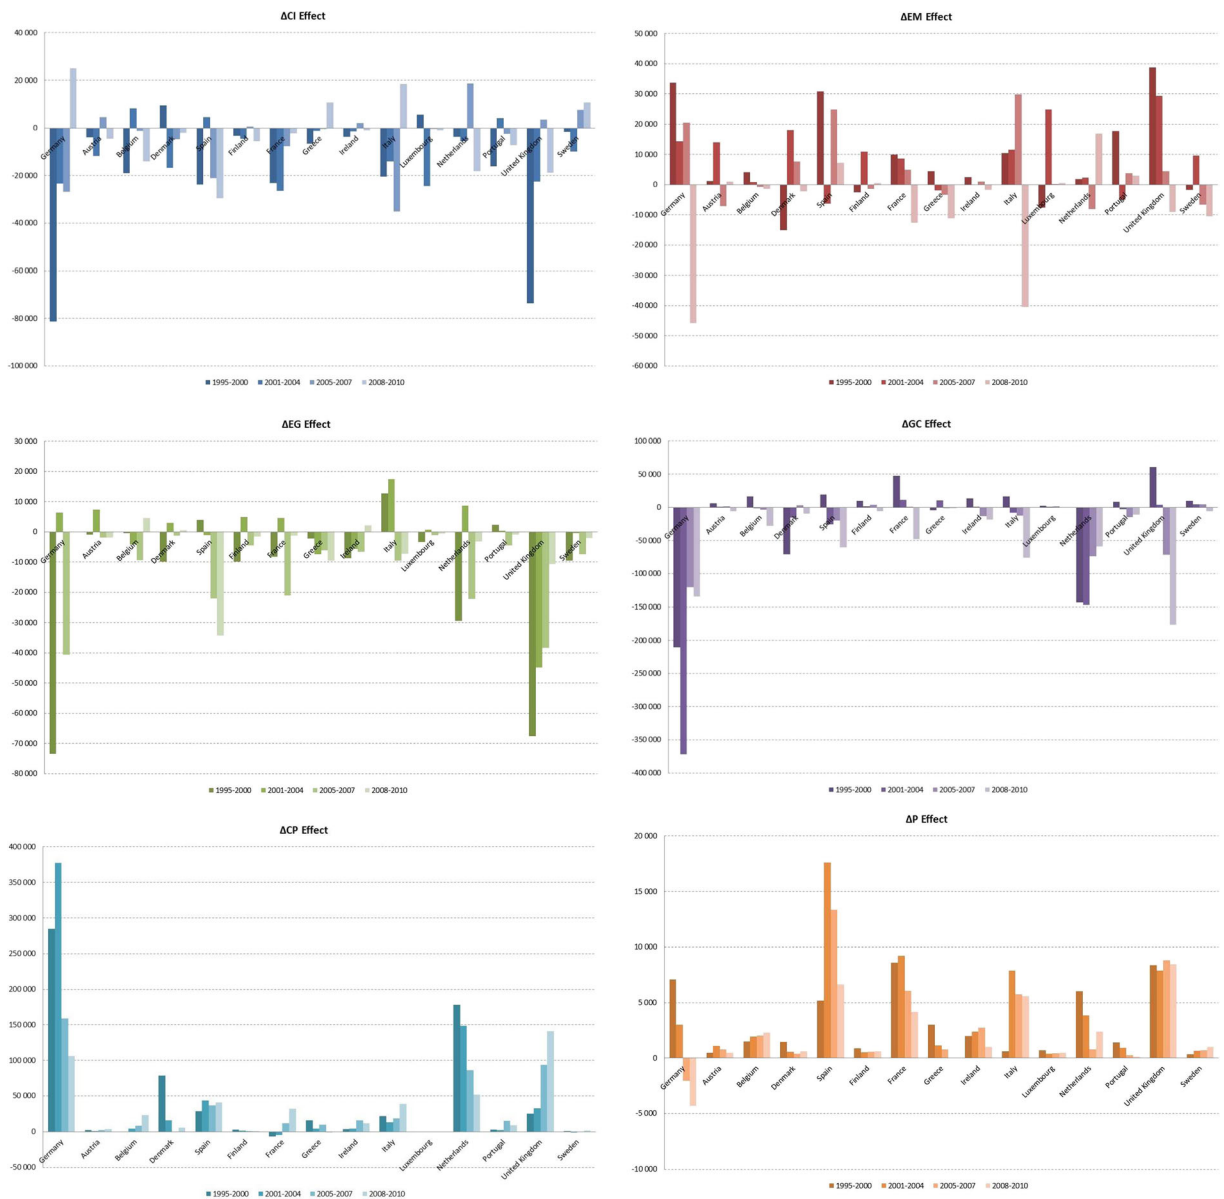 ΔCI Effect
40 000
20 000
0
-20 000
-40 000
-60 000
-80 000
-100 000
Germany
Austria
Belgium
Denmark
Spain
Finland
France
Greece
Ireland
Italy
Luxembourg
Netherlands
Portugal
United Kingdom
Sweden
1995-2000 2001-2004 2005-2007 2008-2010
ΔEM Effect
50 000
40 000
30 000
20 000
10 000
0
-10 000
-20 000
-30 000
-40 000
-50 000
-60 000
Germany
Austria
Belgium
Denmark
Spain
Finland
France
Greece
Ireland
Italy
Luxembourg
Netherlands
Portugal
United Kingdom
Sweden
1995-2000 2001-2004 2005-2007 2008-2010
ΔEG Effect
30 000
20 000
10 000
0
-10 000
-20 000
-30 000
-40 000
-50 000
-60 000
-70 000
-80 000
Germany
Austria
Belgium
Denmark
Spain
Finland
France
Greece
Ireland
Italy
Luxembourg
Netherlands
Portugal
United Kingdom
Sweden
1995-2000 2001-2004 2005-2007 2008-2010
ΔGC Effect
100 000
50 000
0
-50 000
-100 000
-150 000
-200 000
-250 000
-300 000
-350 000
-400 000
Germany
Austria
Belgium
Denmark
Spain
Finland
France
Greece
Ireland
Italy
Luxembourg
Netherlands
Portugal
United Kingdom
Sweden
1995-2000 2001-2004 2005-2007 2008-2010
ΔCP Effect
400 000
350 000
300 000
250 000
200 000
150 000
100 000
50 000
0
-50 000
Germany
Austria
Belgium
Denmark
Spain
Finland
France
Greece
Ireland
Italy
Luxembourg
Netherlands
Portugal
United Kingdom
Sweden
1995-2000 2001-2004 2005-2007 2008-2010
ΔP Effect
20 000
15 000
10 000
5 000
0
-5 000
-10 000
Germany
Austria
Belgium
Denmark
Spain
Finland
France
Greece
Ireland
Italy
Luxembourg
Netherlands
Portugal
United Kingdom
Sweden
1995-2000 2001-2004 2005-2007 2008-2010